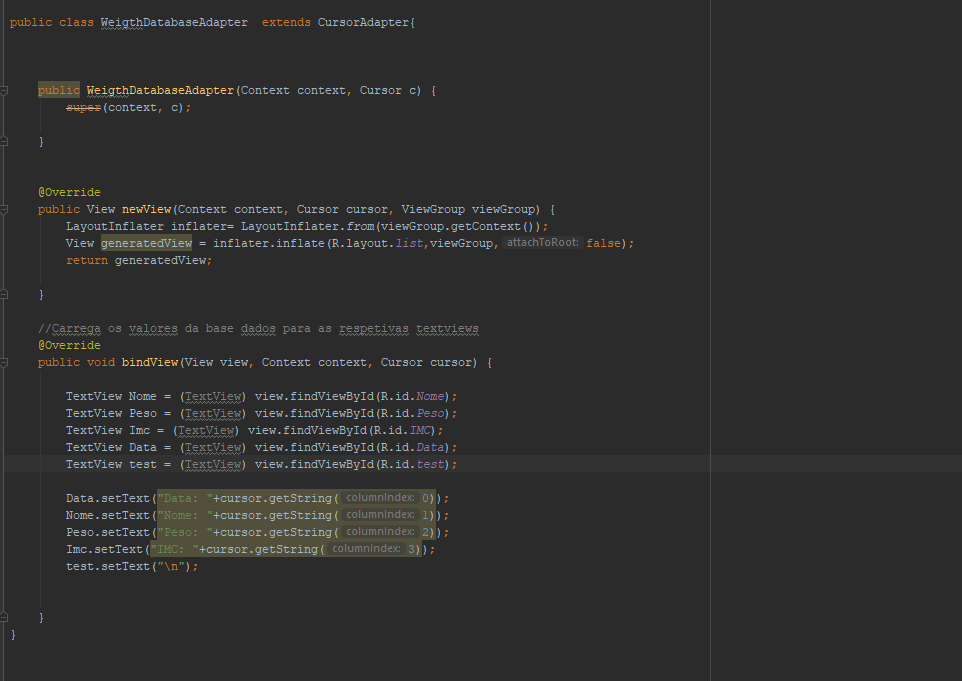 public class WeigthDatabaseAdapter  extends CursorAdapter{
public WeigthDatabaseAdapter(Context context, Cursor c) {
super(context, c);
}
@Override
public View newView(Context context, Cursor cursor, ViewGroup viewGroup) {
LayoutInflater inflater= LayoutInflater.from(viewGroup.getContext());
View generatedView = inflater.inflate(R.layout.list,viewGroup, attachToRoot: false);
return generatedView;
}
//Carrega os valores da base dados para as respetivas textviews
@Override
public void bindView(View view, Context context, Cursor cursor) {
TextView Nome = (TextView) view.findViewById(R.id.Nome);
TextView Peso = (TextView) view.findViewById(R.id.Peso);
TextView Imc = (TextView) view.findViewById(R.id.IMC);
TextView Data = (TextView) view.findViewById(R.id.Data);
TextView test = (TextView) view.findViewById(R.id.test);
Data.setText("Data: "+cursor.getString( columnIndex: 0));
Nome.setText("Nome: "+cursor.getString( columnIndex: 1));
Peso.setText("Peso: "+cursor.getString( columnIndex: 2));
Imc.setText("IMC: "+cursor.getString( columnIndex: 3));
test.setText("\n");
}
}